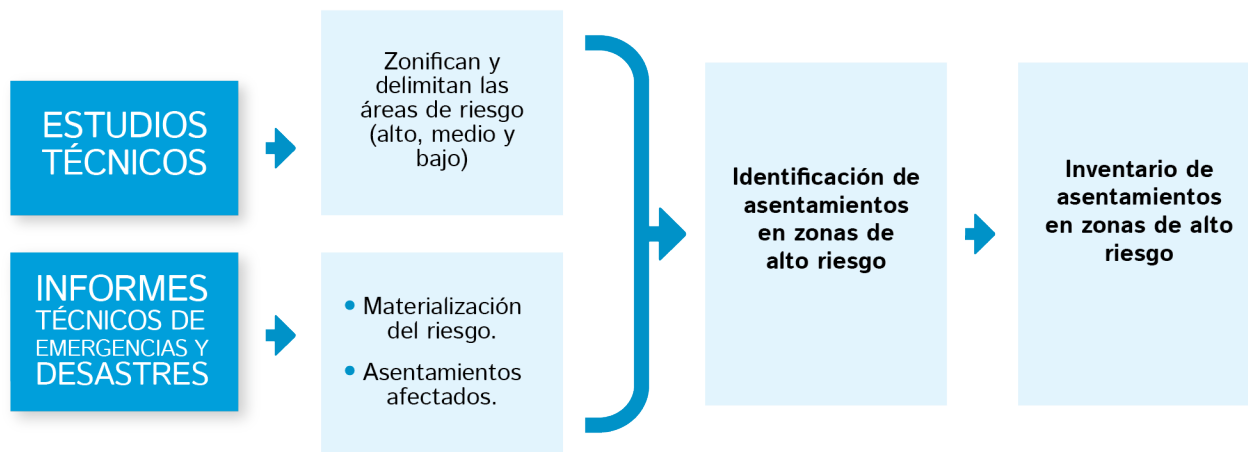 ESTUDIOS
TÉCNICOS
Zonifican y
delimitan las
áreas de riesgo
(alto, medio y
bajo)
INFORMES
TÉCNICOS DE
EMERGENCIAS Y
DESASTRES
• Materialización
del riesgo.
• Asentamientos
afectados.
Identificación de
asentamientos
en zonas de
alto riesgo
Inventario de
asentamientos
en zonas de alto
riesgo